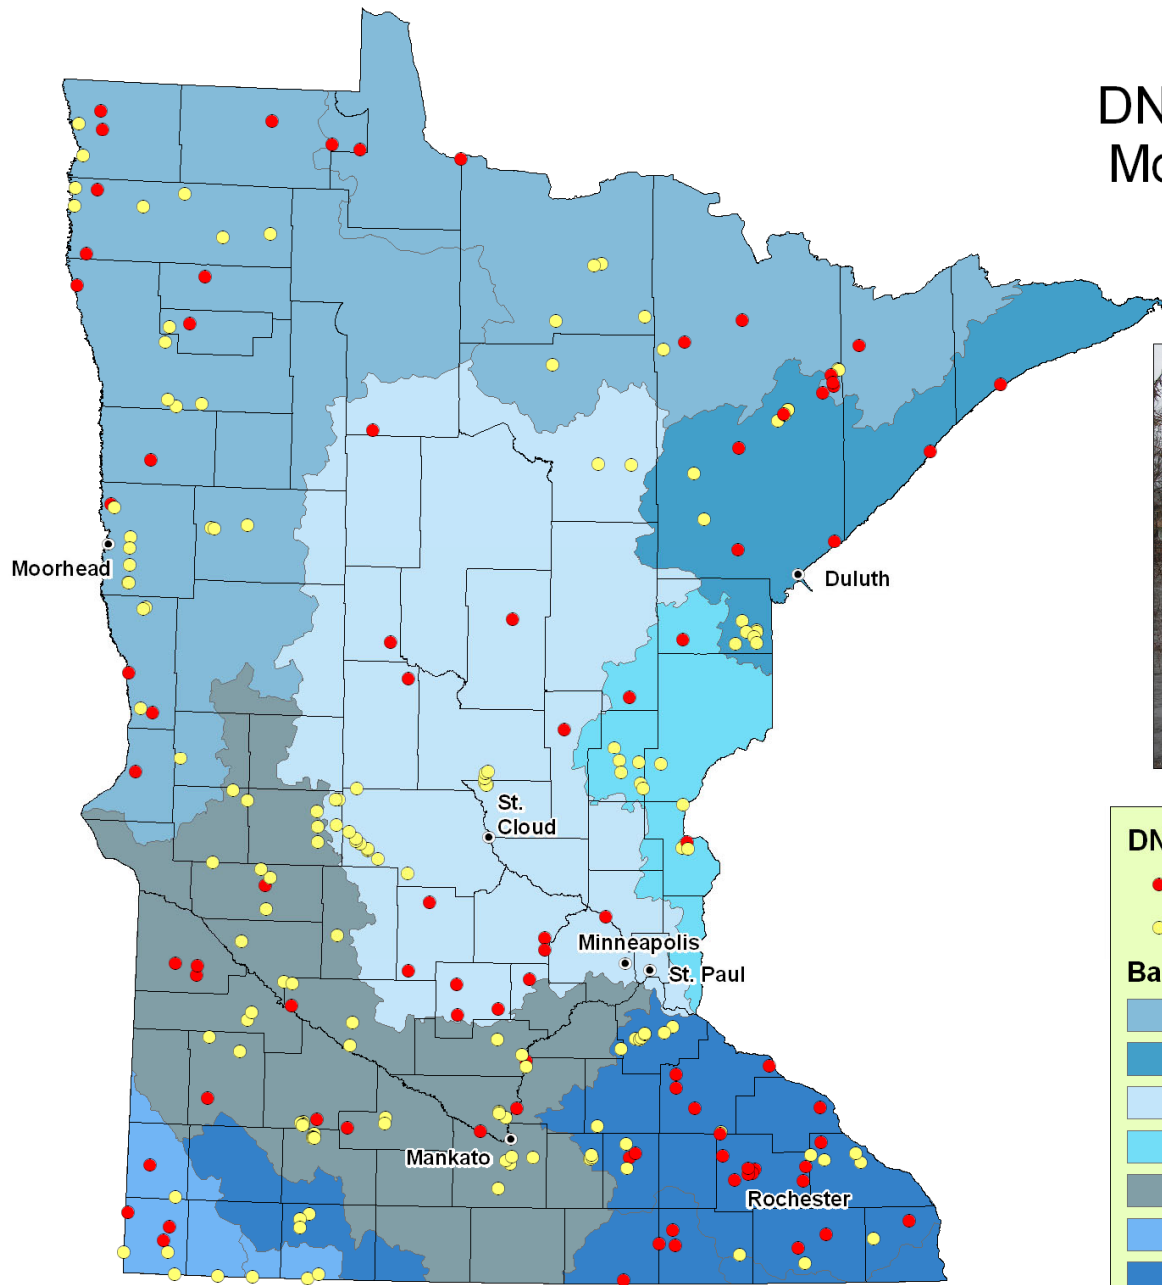 DN
Mo
Moorhead
Duluth
St.
Cloud
Minneapolis
St. Paul
Mankato
Rochester
DN
Ba